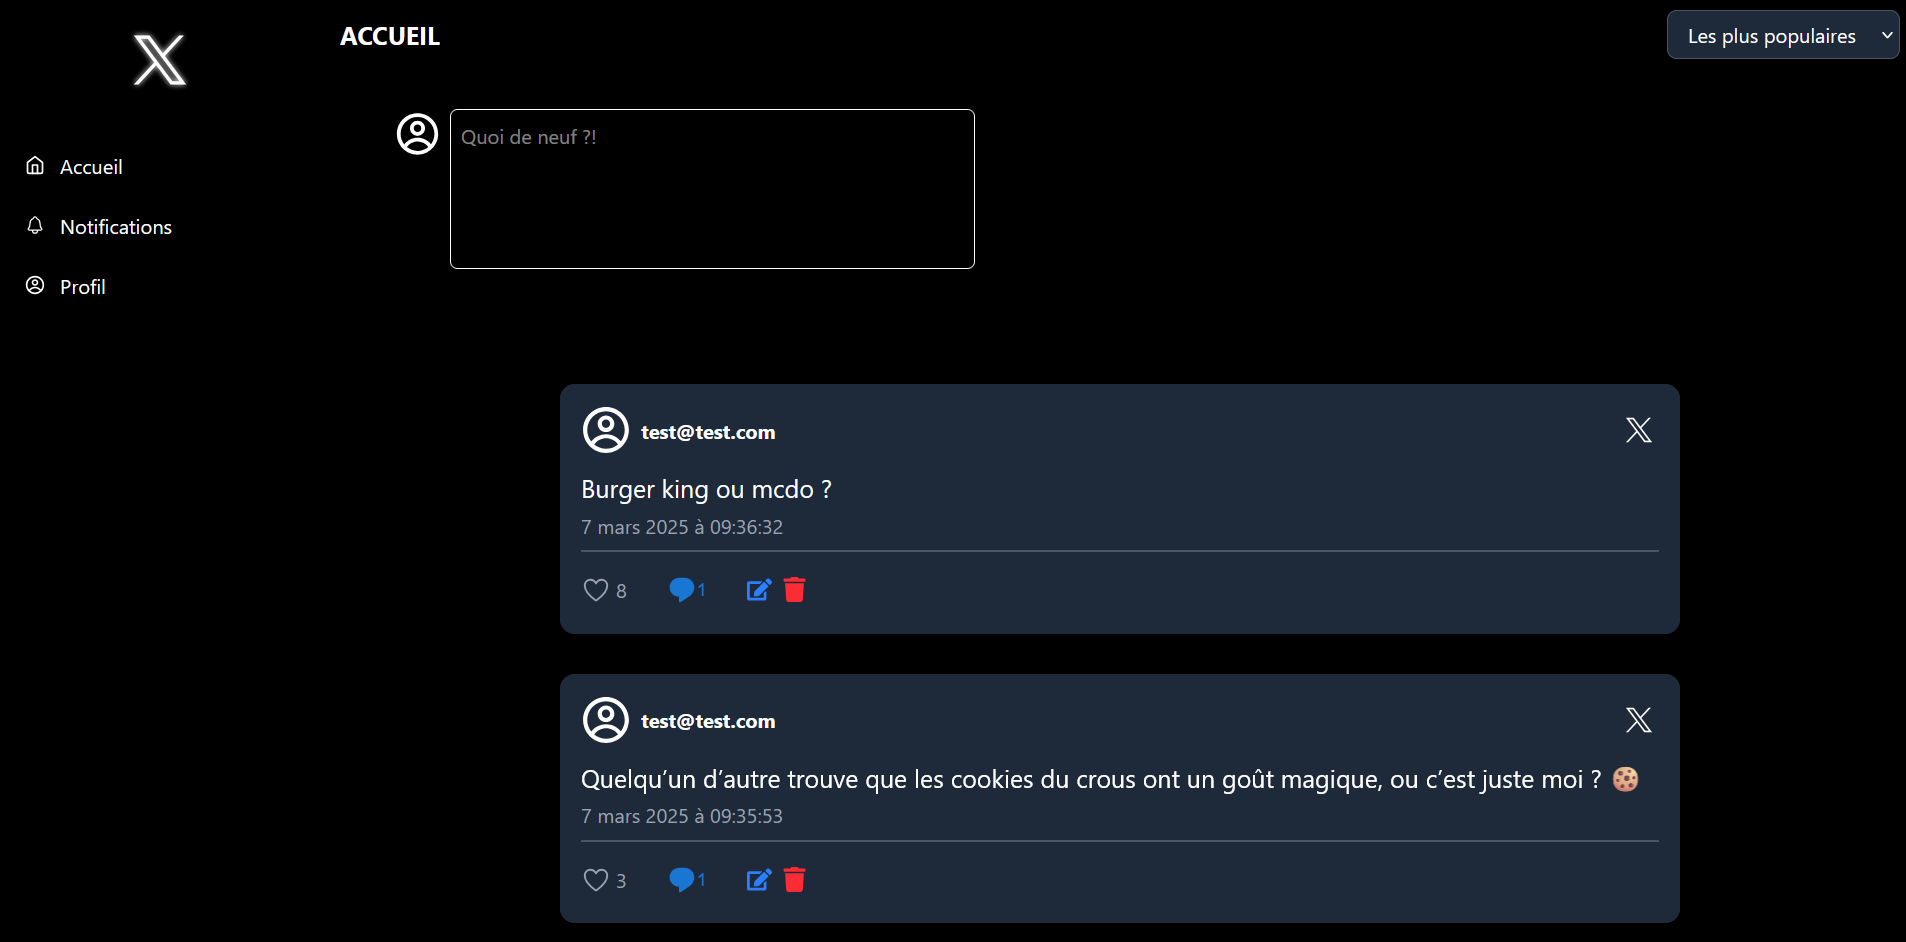 ACCUEIL
Les plus populaires
Accueil
Notifications
Profil
Quoi de neuf ?!
test@test.com
Burger king ou mcdo ?
7 mars 2025 à 09:36:32
8 1
test@test.com
Quelqu’un d’autre trouve que les cookies du crous ont un goût magique, ou c’est juste moi ? 🍪
7 mars 2025 à 09:35:53
3 1